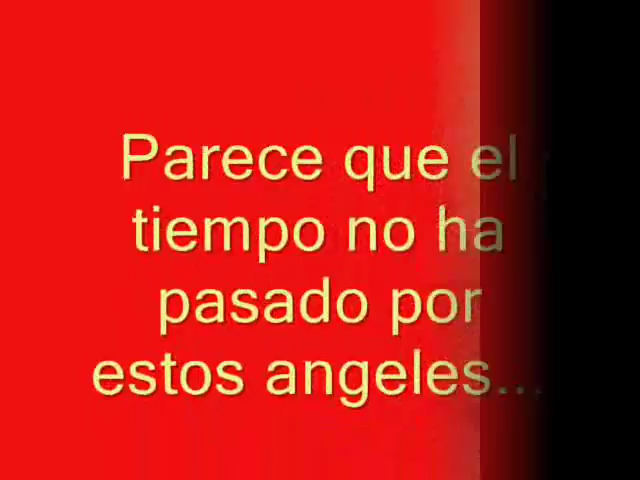 Parece que el
tiempo no ha
pasado por
estos angeles...